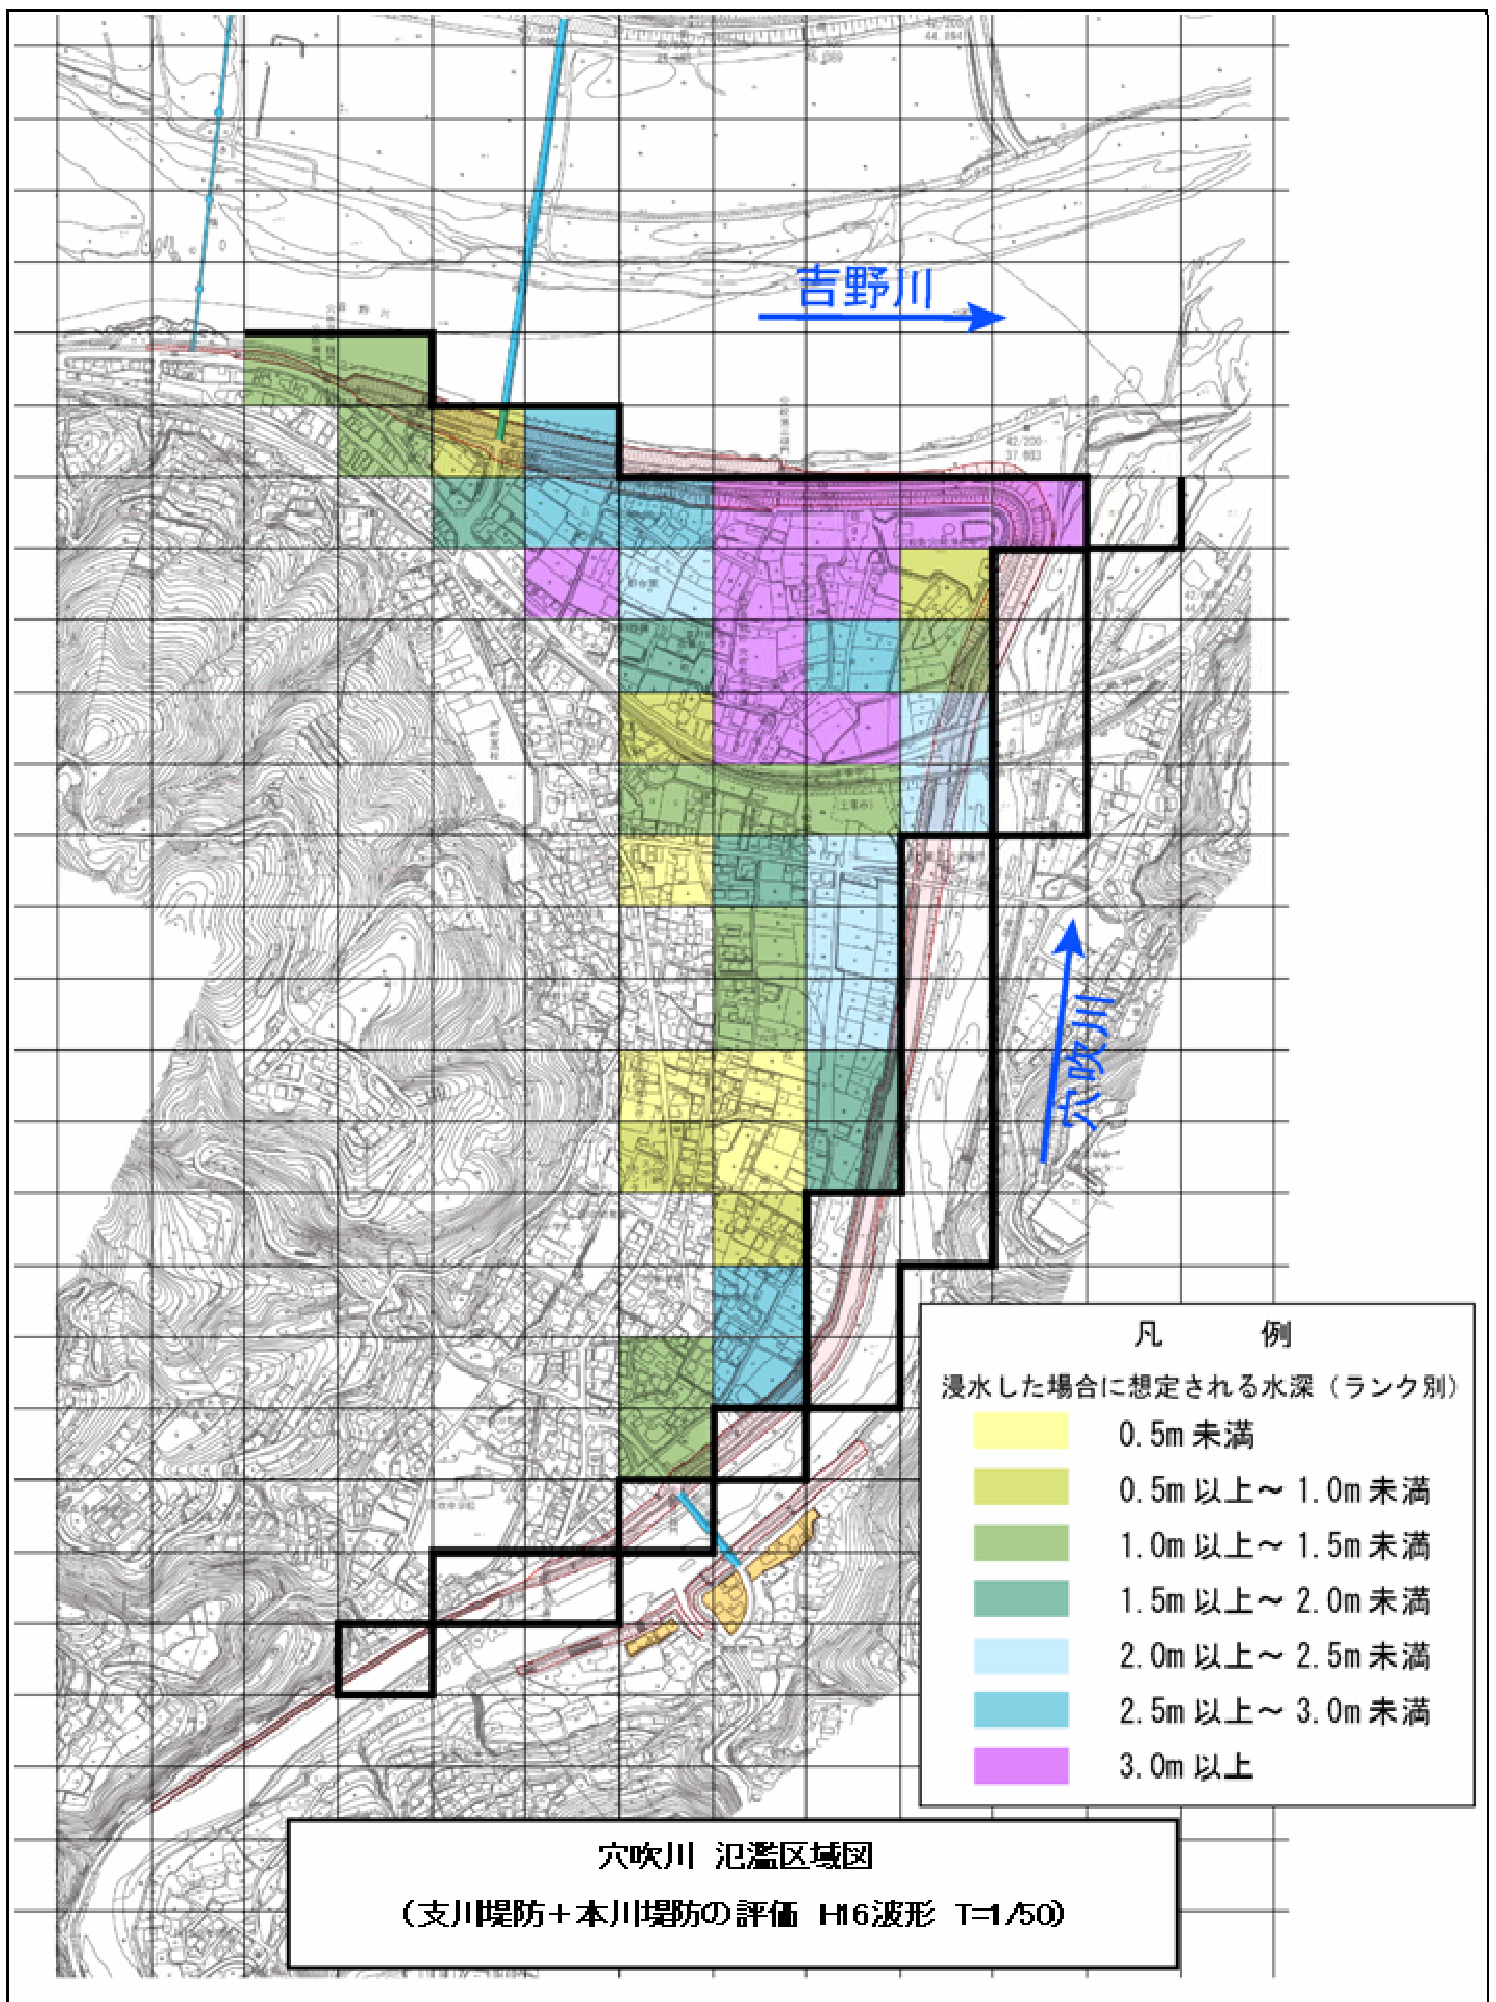 吉野川
穴吹川
凡 例
浸水した場合に想定される水深（ランク別）
0.5m 未満
0.5m 以上～ 1.0m 未満
1.0m 以上～ 1.5m 未満
1.5m 以上～ 2.0m 未満
2.0m 以上～ 2.5m 未満
2.5m 以上～ 3.0m 未満
3.0m 以上
穴吹川 氾濫区域図
（支川堤防＋本川堤防の評価 H16波形 T=1/50）